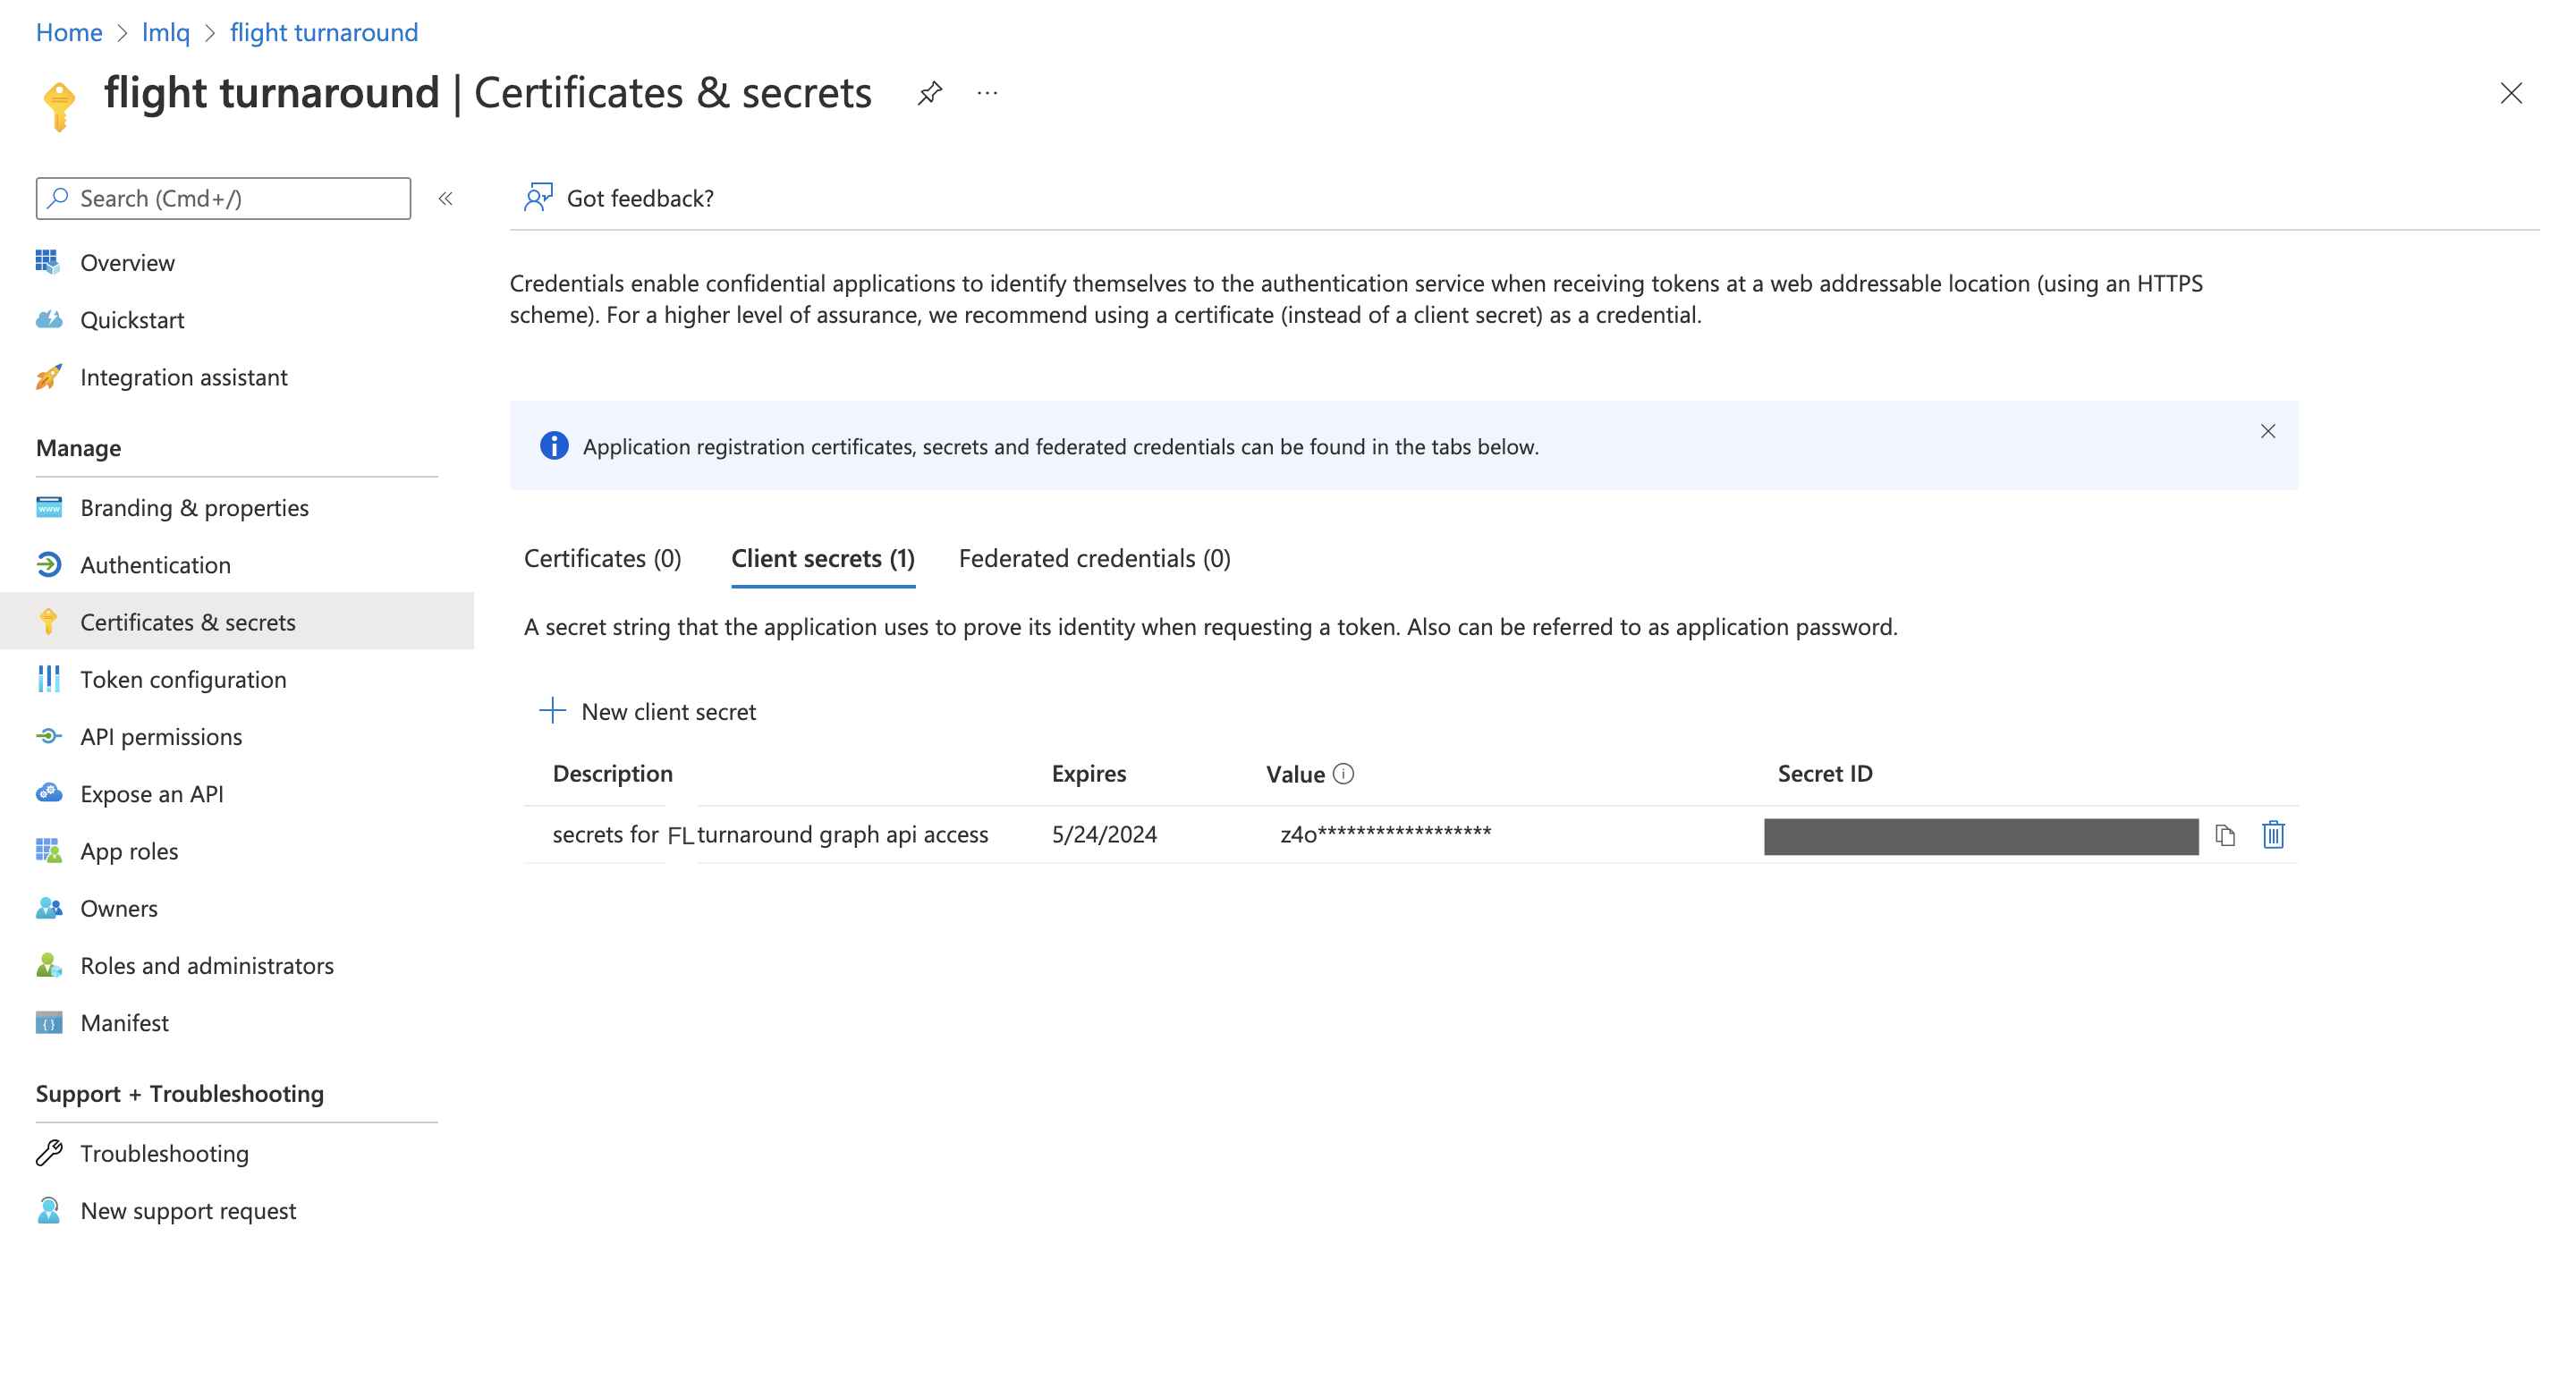 Home > lmlq > flight turnaround
flight turnaround | Certificates & secrets
Search (Cmd+/)
Overview
Quickstart
Integration assistant
Manage
Branding & properties
Authentication
Certificates & secrets
Token configuration
API permissions
Expose an API
App roles
Owners
Roles and administrators
Manifest
Support + Troubleshooting
Troubleshooting
New support request
Got feedback?
Credentials enable confidential applications to identify themselves to the authentication service when receiving tokens at a web addressable location (using an HTTPS
scheme). For a higher level of assurance, we recommend using a certificate (instead of a client secret) as a credential.
Application registration certificates, secrets and federated credentials can be found in the tabs below.
Certificates (0) Client secrets (1) Federated credentials (0)
A secret string that the application uses to prove its identity when requesting a token. Also can be referred to as application password.
New client secret
Description Expires Value Secret ID
secrets for FL turnaround graph api access 5/24/2024 z4o******************